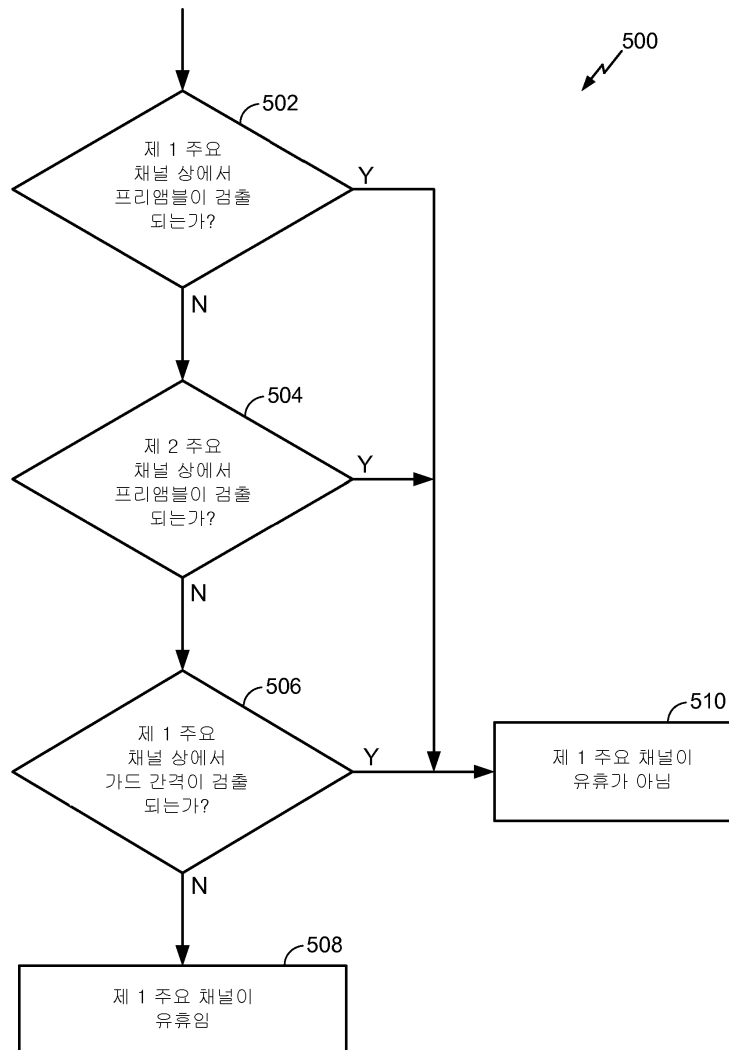 500
502
제 1 주요
채널 상에서
프리앰블이 검출
되는가?
Y
N
504
제 2 주요
채널 상에서
프리앰블이 검출
되는가?
Y
N
506
제 1 주요
채널 상에서
가드 간격이 검출
되는가?
Y
N
510
제 1 주요 채널이
유휴가 아님
508
제 1 주요 채널이
유휴임